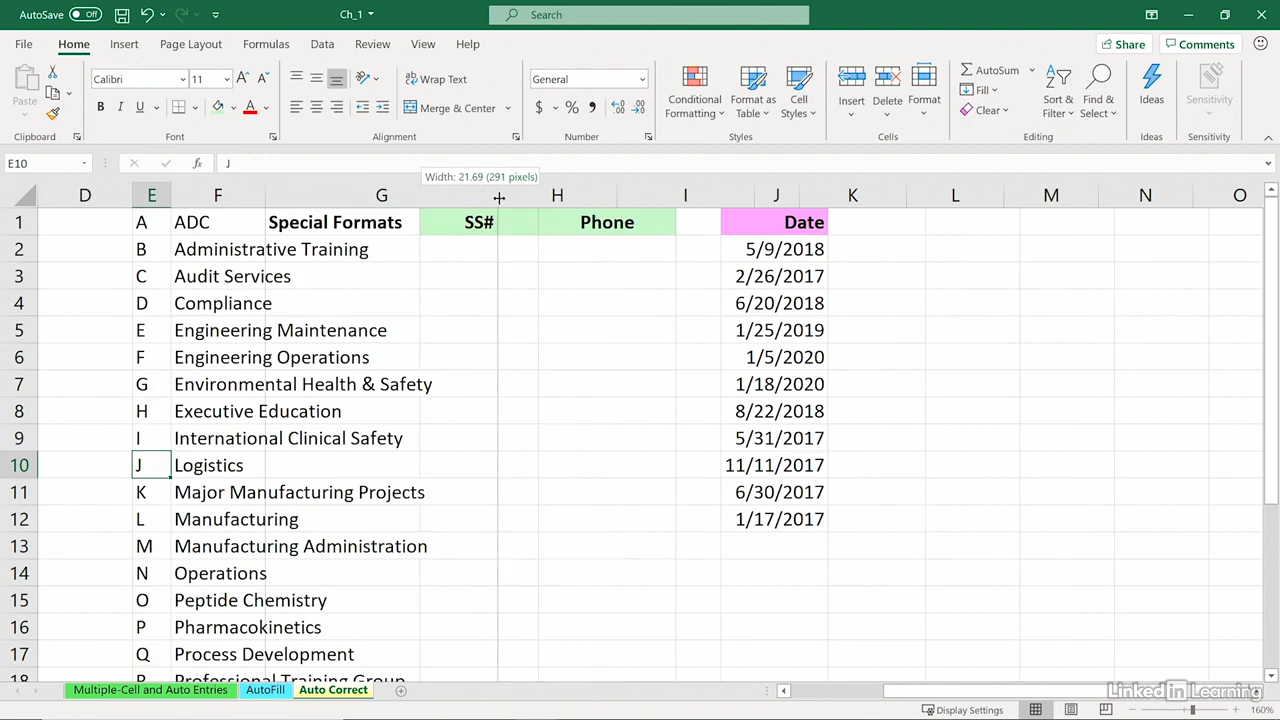 AutoSave Off Ch_1 Search
File Home Insert Page Layout Formulas Data Review View Help Share Comments
Paste Calibri 11 Wrap Text General Conditional Formatting Format as Table Cell Styles Insert Delete Format AutoSum Sort & Filter Find & Select Ideas Sensitivity
B I U A Merge & Center $ % , Fill
Clear
Clipboard Font Alignment Number Styles Cells Editing Ideas Sensitivity
E10 fx J
Width: 21.69 (291 pixels)
D E F G H I J K L M N O
1 A ADC Special Formats SS# Phone Date
2 B Administrative Training 5/9/2018
3 C Audit Services 2/26/2017
4 D Compliance 6/20/2018
5 E Engineering Maintenance 1/25/2019
6 F Engineering Operations 1/5/2020
7 G Environmental Health & Safety 1/18/2020
8 H Executive Education 8/22/2018
9 I International Clinical Safety 5/31/2017
10 J Logistics 11/11/2017
11 K Major Manufacturing Projects 6/30/2017
12 L Manufacturing 1/17/2017
13 M Manufacturing Administration
14 N Operations
15 O Peptide Chemistry
16 P Pharmacokinetics
17 Q Process Development
18 R Professional Training Group
Multiple-Cell and Auto Entries AutoFill Auto Correct
LinkedIn Learning
Display Settings 160%